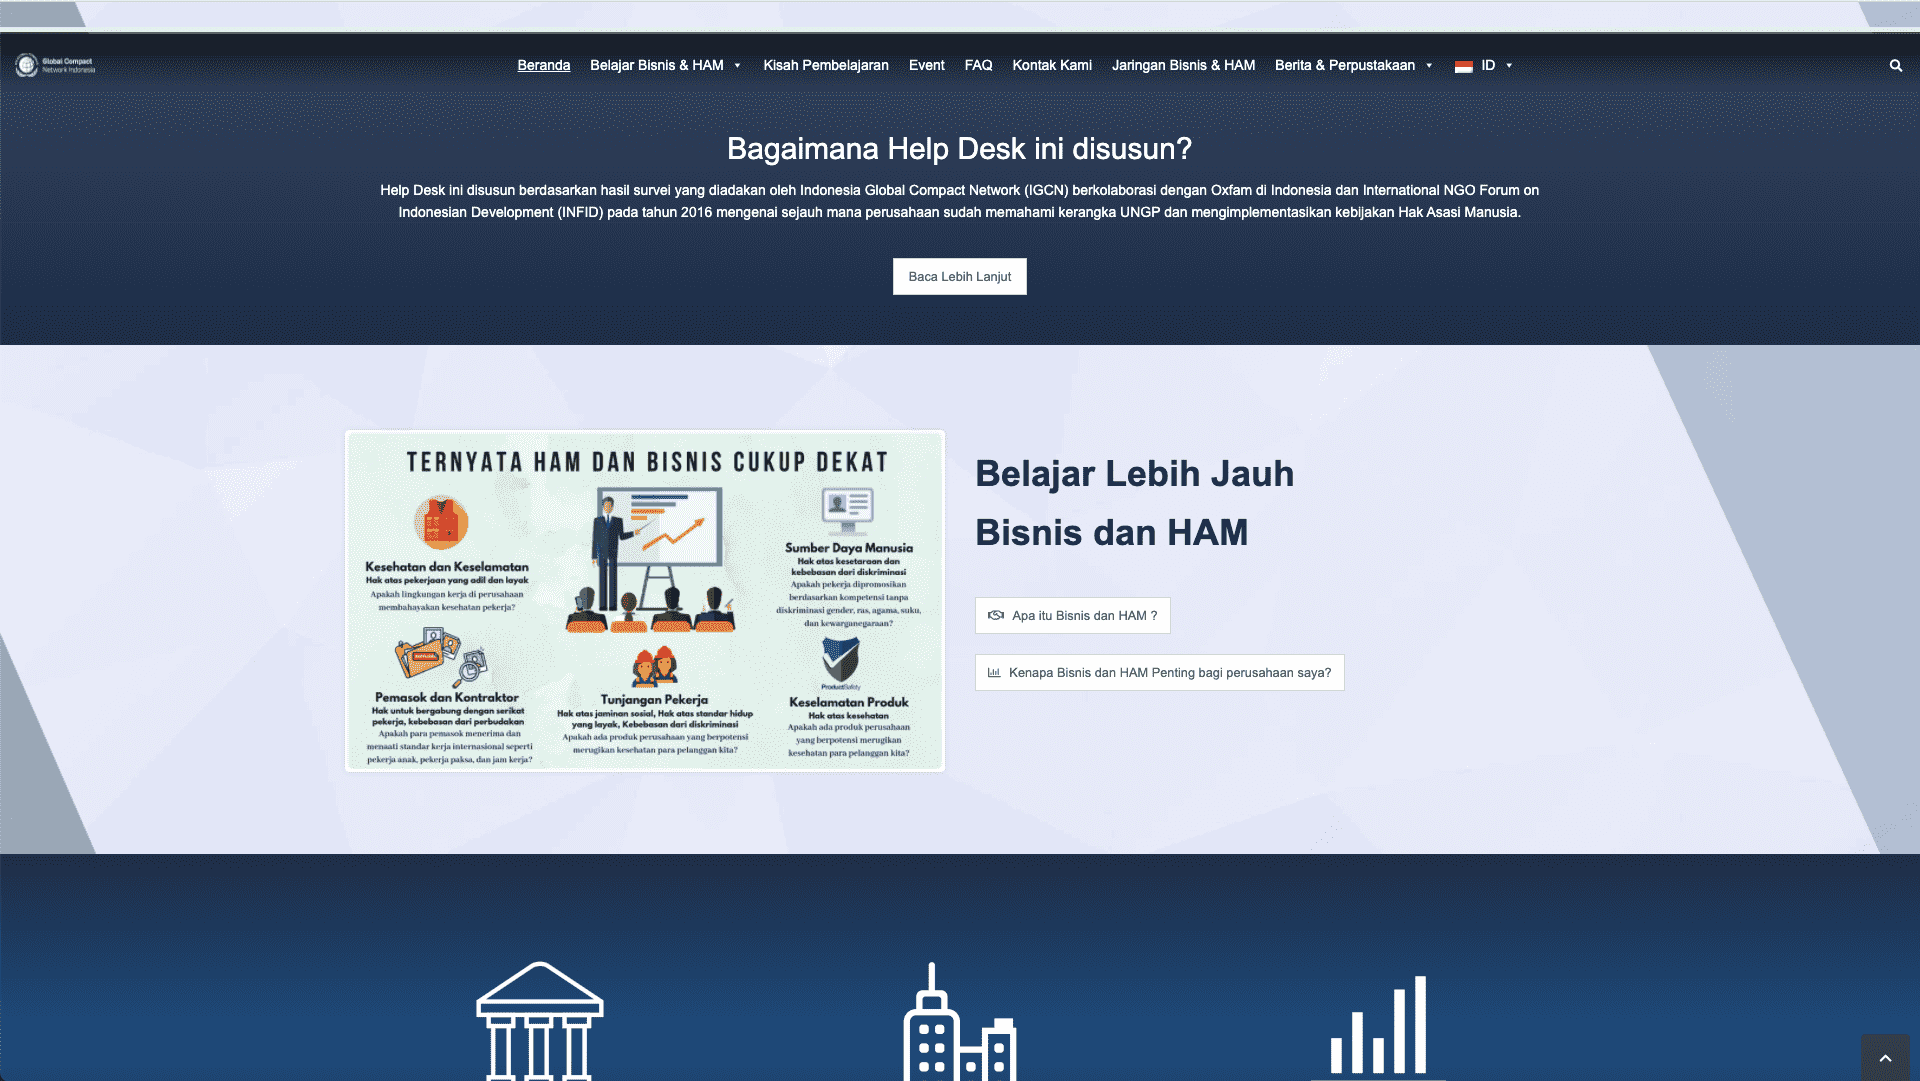 Global Compact
Network Indonesia
Beranda Belajar Bisnis & HAM Kisah Pembelajaran Event FAQ Kontak Kami Jaringan Bisnis & HAM Berita & Perpustakaan ID
Bagaimana Help Desk ini disusun?
Help Desk ini disusun berdasarkan hasil survei yang diadakan oleh Indonesia Global Compact Network (IGCN) berkolaborasi dengan Oxfam di Indonesia dan International NGO Forum on
Indonesian Development (INFID) pada tahun 2016 mengenai sejauh mana perusahaan sudah memahami kerangka UNGP dan mengimplementasikan kebijakan Hak Asasi Manusia.
Baca Lebih Lanjut
TERNYATA HAM DAN BISNIS CUKUP DEKAT
Kesehatan dan Keselamatan
Hak atas pekerjaan yang adil dan layak
Apakah lingkungan kerja di perusahaan
membahayakan kesehatan pekerja?
Sumber Daya Manusia
Hak atas kesetaraan dan
kebebasan dari diskriminasi
Apakah pekerja dipromosikan
berdasarkan kompetensi tanpa
diskriminasi gender, ras, agama, suku,
dan kewarganegaraan?
Pemasok dan Kontraktor
Hak untuk bergabung dengan serikat
pekerja, kebebasan dari perbudakan
Apakah para pemasok menerima dan
menaati standar kerja internasional seperti
pekerja anak, pekerja paksa, dan jam kerja?
Tunjangan Pekerja
Hak atas jaminan sosial, Hak atas standar hidup
yang layak, Kebebasan dari diskriminasi
Apakah ada produk perusahaan yang berpotensi
merugikan kesehatan para pelanggan kita?
ProductSafety
Keselamatan Produk
Hak atas kesehatan
Apakah ada produk perusahaan
yang berpotensi merugikan
kesehatan para pelanggan kita?
Belajar Lebih Jauh
Bisnis dan HAM
Apa itu Bisnis dan HAM ?
Kenapa Bisnis dan HAM Penting bagi perusahaan saya?